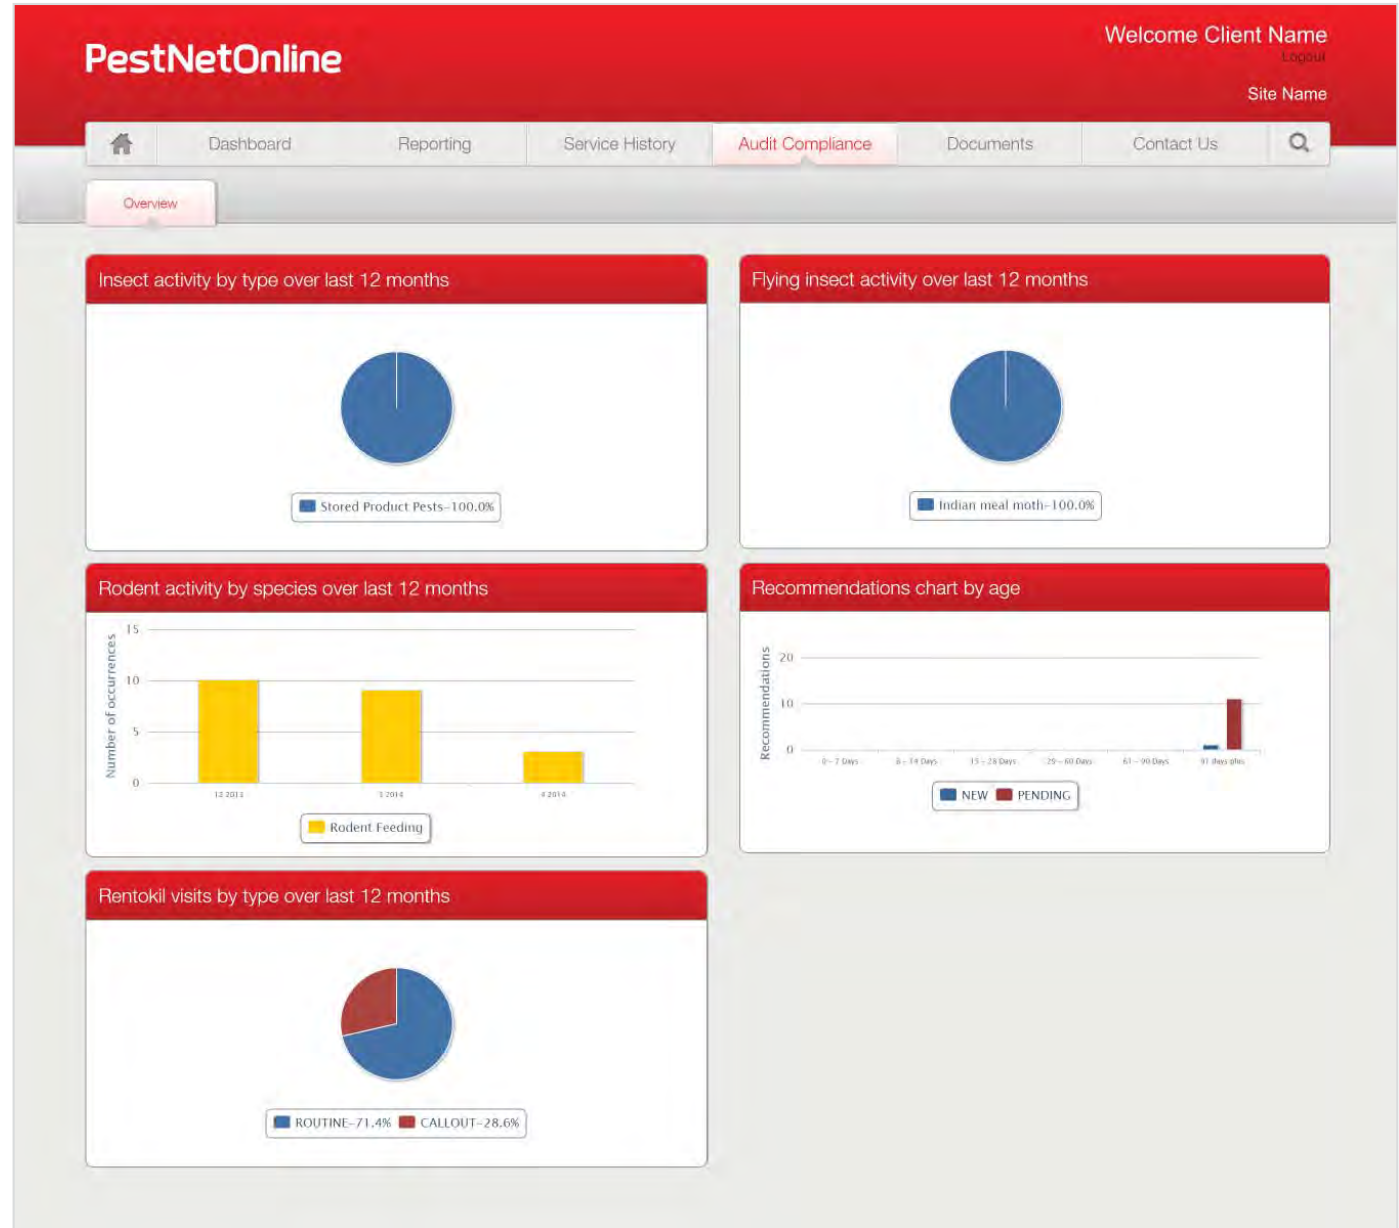 Welcome Client Name
PestNetOnline
Logout
Site Name
Dashboard
Reporting
Service History
Audit Compliance
Documents
Contact Us
Overview
Insect activity by type over last 12 months
Stored Product Pests–100.0%
Flying insect activity over last 12 months
Indian meal moth–100.0%
Rodent activity by species over last 12 months
Number of occurrences
15
10
5
0
12 2013
3 2014
4 2014
Rodent Feeding
Recommendations chart by age
Recommendations
20
10
0
0– 7 Days
8 – 14 Days
15 – 28 Days
29– 60 Days
61 – 90 Days
91 days plus
NEW
PENDING
Rentokil visits by type over last 12 months
ROUTINE–71.4%
CALLOUT–28.6%